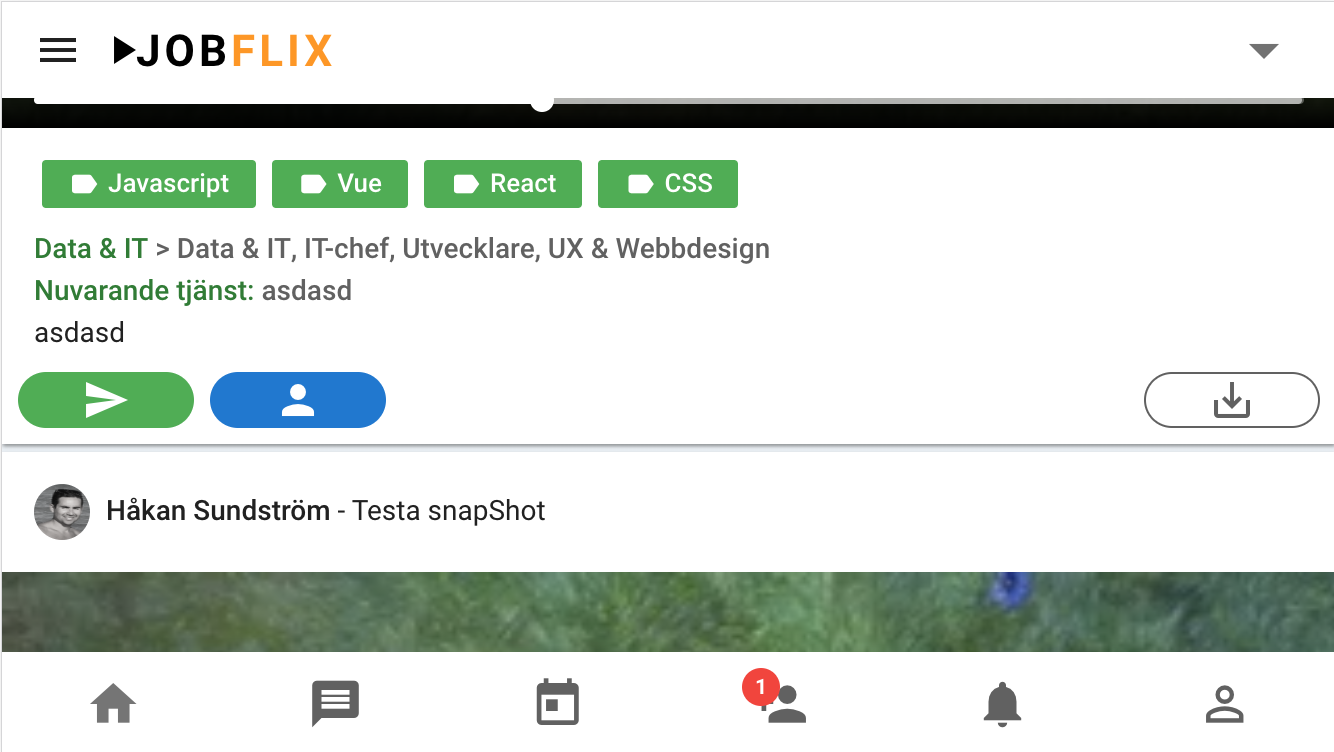 JOBFLIX
Javascript Vue React CSS
Data & IT > Data & IT, IT-chef, Utvecklare, UX & Webbdesign
Nuvarande tjänst: asdasd
asdasd
Håkan Sundström - Testa snapShot
1